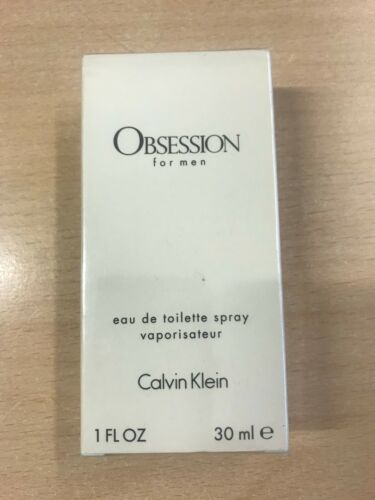 OBSESSION
for men
eau de toilette spray
vaporisateur
Calvin Klein
1 FL OZ 30 ml ℮